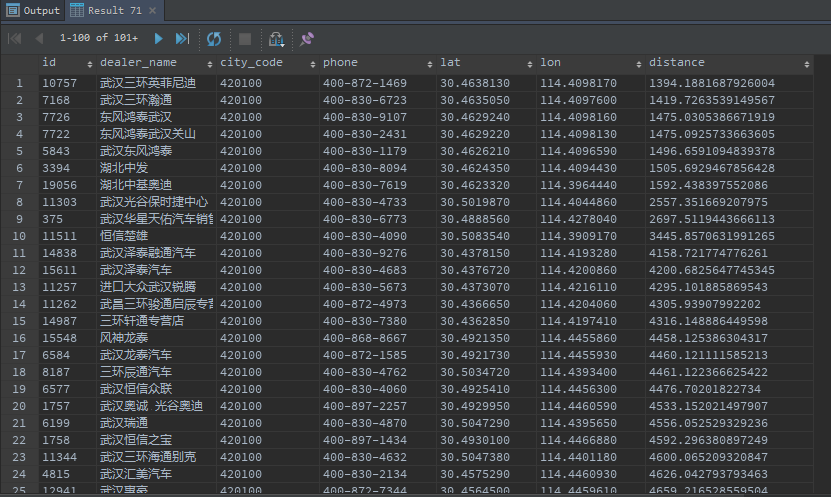 Output Result 71
1-100 of 101+
id dealer_name city_code phone lat lon distance
1 10757 武汉三环英菲尼迪 420100 400-872-1469 30.4638130 114.4098170 1394.1881687926004
2 7168 武汉三环瀚通 420100 400-830-6723 30.4635050 114.4097600 1419.7263539149567
3 7726 东风鸿泰武汉 420100 400-830-9107 30.4629240 114.4098160 1475.0305386671919
4 7722 东风鸿泰武汉关山 420100 400-830-2431 30.4629220 114.4098130 1475.0925733663605
5 5843 武汉东风鸿泰 420100 400-830-1179 30.4626210 114.4096590 1496.6591094839378
6 3394 湖北中发 420100 400-830-8094 30.4624350 114.4094430 1505.6929467856428
7 19056 湖北中基奥迪 420100 400-830-7619 30.4623320 114.3964440 1592.438397552086
8 11303 武汉光谷保时捷中心 420100 400-830-4733 30.5019870 114.4044860 2557.351669207975
9 375 武汉华星天佑汽车销售 420100 400-830-6773 30.4888560 114.4278040 2697.5119443666113
10 11511 恒信楚雄 420100 400-830-4090 30.5083540 114.3909170 3445.8570631991265
11 14838 武汉泽泰融通汽车 420100 400-830-9276 30.4378150 114.4193280 4158.721774776261
12 15611 武汉泽泰汽车 420100 400-830-4683 30.4376720 114.4200860 4200.6825647745345
13 11257 进口大众武汉锐腾 420100 400-830-5673 30.4373070 114.4216110 4295.101885869543
14 11262 武昌三环骏通启辰专营 420100 400-872-4973 30.4366650 114.4204060 4305.93907992202
15 14987 三环轩通专营店 420100 400-830-7380 30.4362850 114.4197410 4316.148886449598
16 15548 风神龙泰 420100 400-868-8667 30.4921350 114.4455860 4458.125386304317
17 6584 武汉龙泰汽车 420100 400-872-1585 30.4921730 114.4455930 4460.121111585213
18 8187 三环辰通汽车 420100 400-830-4762 30.5034720 114.4393400 4461.122366625422
19 6577 武汉恒信众联 420100 400-830-4060 30.4925410 114.4456300 4476.70201822734
20 1757 武汉奥诚 光谷奥迪 420100 400-897-2257 30.4929950 114.4460590 4533.152021497907
21 6199 武汉瑞通 420100 400-830-4870 30.5047290 114.4395650 4556.052529329236
22 1758 武汉恒信之宝 420100 400-897-1434 30.4930100 114.4466880 4592.296380897249
23 11344 武汉三环海通别克 420100 400-830-4632 30.5047380 114.4401180 4600.065209320847
24 4815 武汉汇美汽车 420100 400-830-2134 30.4575290 114.4460930 4626.042793793463
25 12941 武汉惠豪 420100 400-872-7344 30.4564500 114.4459610 4659.216528559504